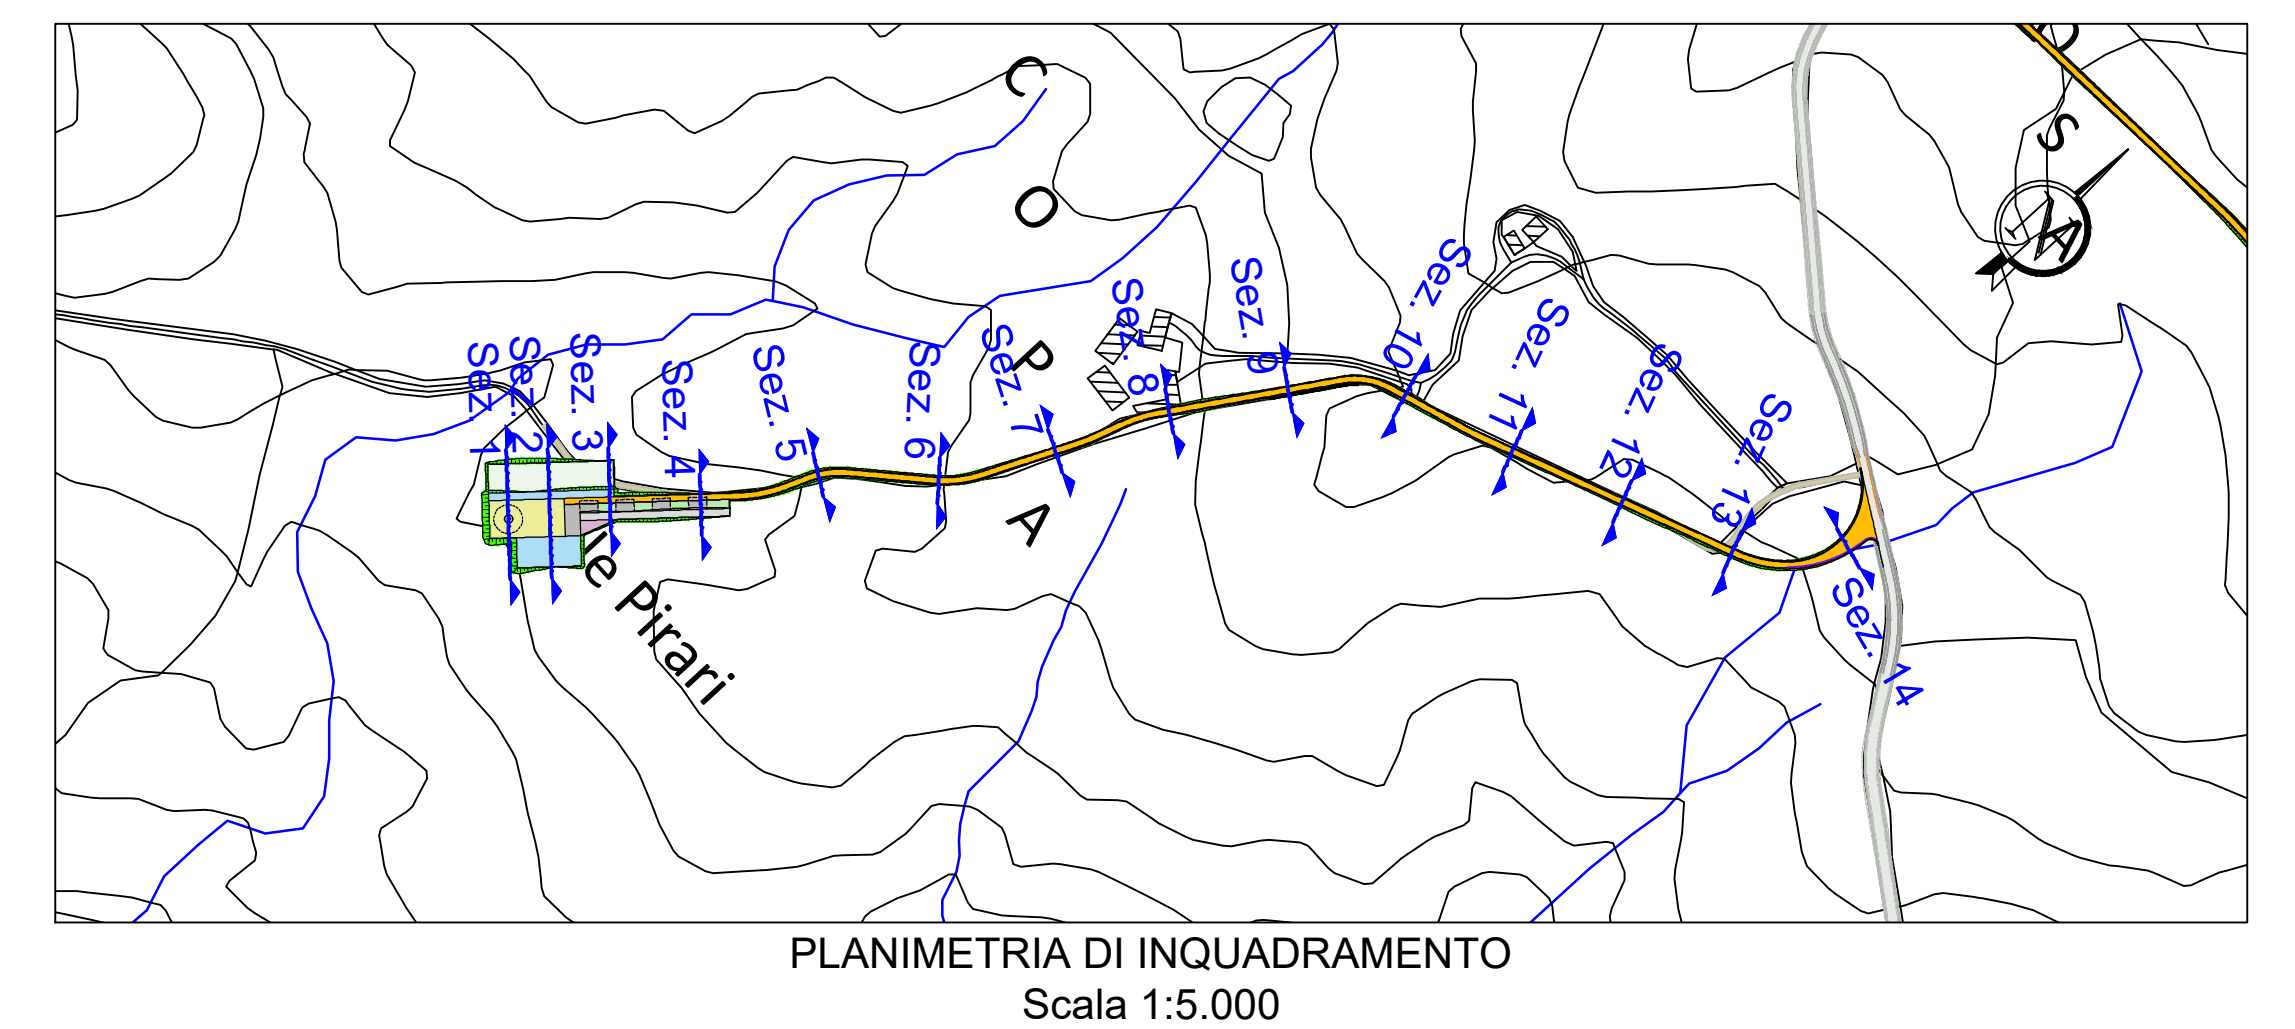 C
O
P
A
S
A
Sez. 1
Sez. 2
Sez. 3
Sez. 4
Sez. 5
Sez. 6
Sez. 7
Sez. 8
Sez. 9
Sez. 10
Sez. 11
Sez. 12
Sez. 13
Sez. 14
le Pirari
PLANIMETRIA DI INQUADRAMENTO
Scala 1:5.000